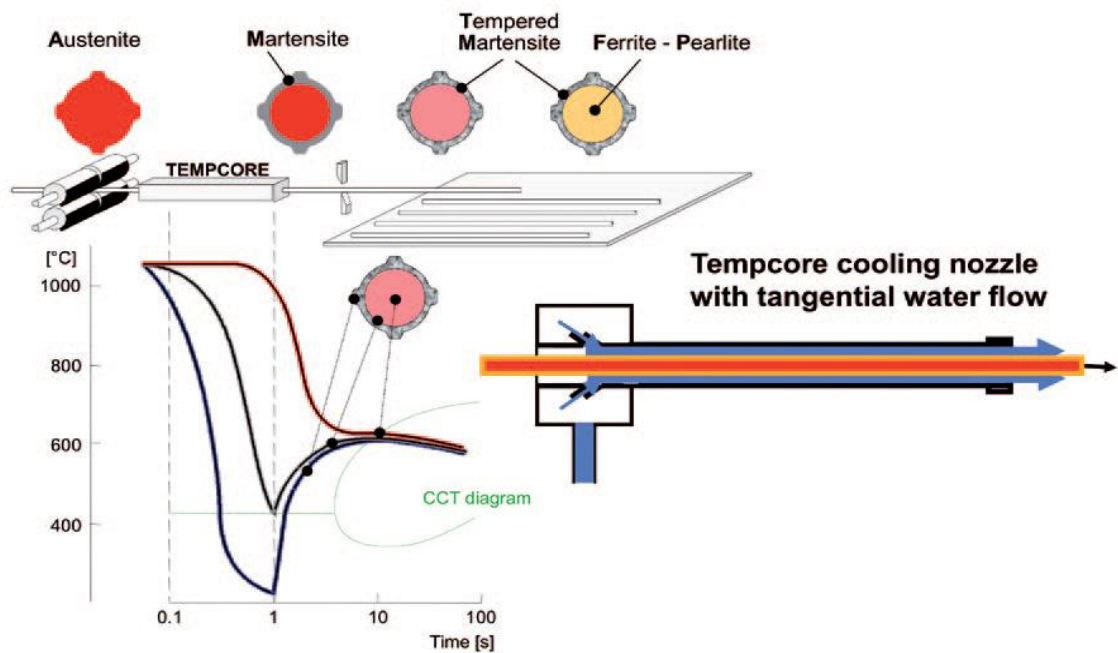 Austenite
Martensite
Tempered
Martensite
Ferrite - Pearlite
TEMPCORE
[°C]
1000
800
600
400
CCT diagram
0.1
1
10
100
Time [s]
Tempcore cooling nozzle
with tangential water flow